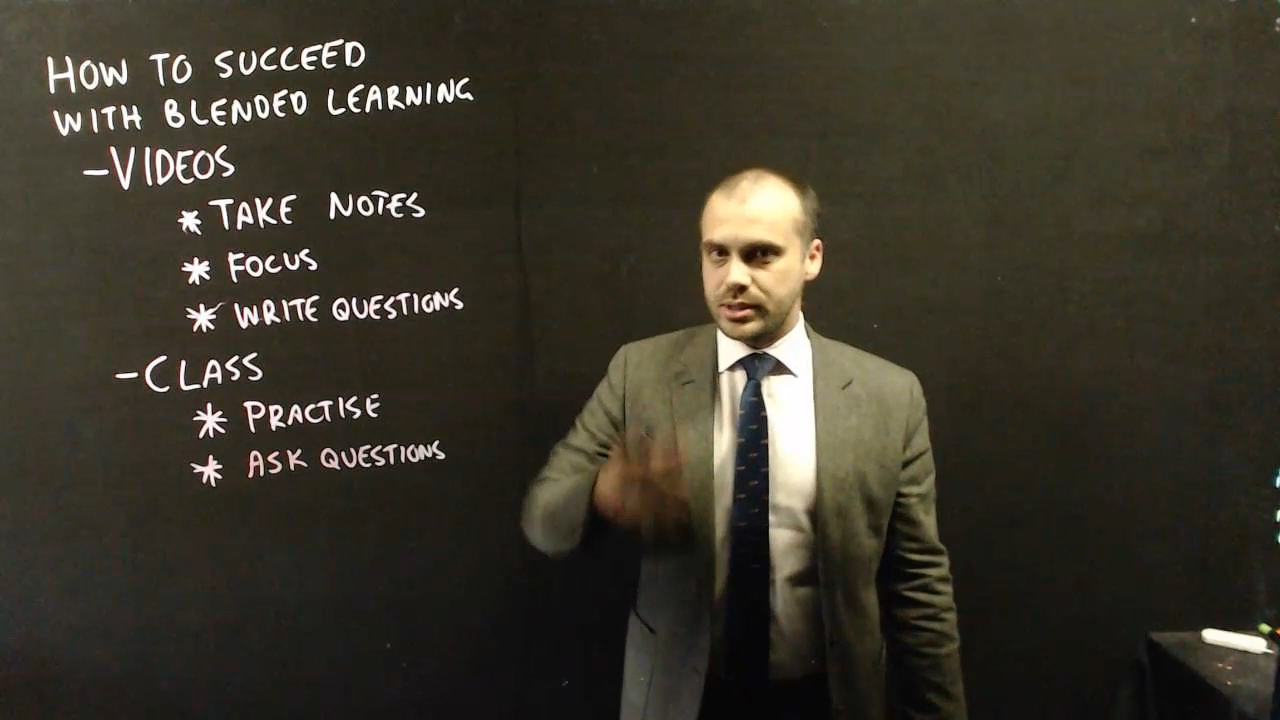 HOW TO SUCCEED
WITH BLENDED LEARNING
-VIDEOS
* TAKE NOTES
* FOCUS
* WRITE QUESTIONS
-CLASS
* PRACTISE
* ASK QUESTIONS